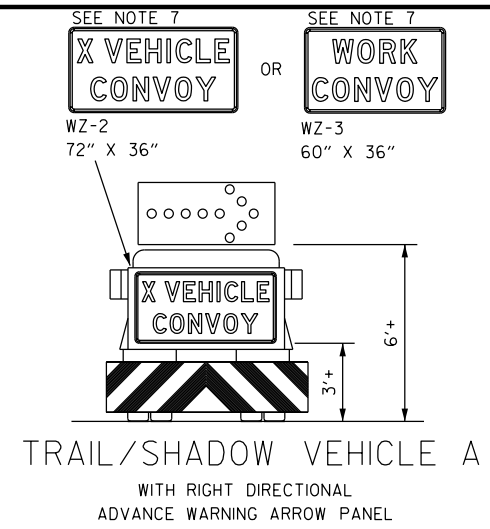 SEE NOTE 7
X VEHICLE
CONVOY
OR
SEE NOTE 7
WORK
CONVOY
WZ-2
72" X 36"
WZ-3
60" X 36"
X VEHICLE
CONVOY
6'+
3'+
TRAIL/SHADOW VEHICLE A
WITH RIGHT DIRECTIONAL
ADVANCE WARNING ARROW PANEL